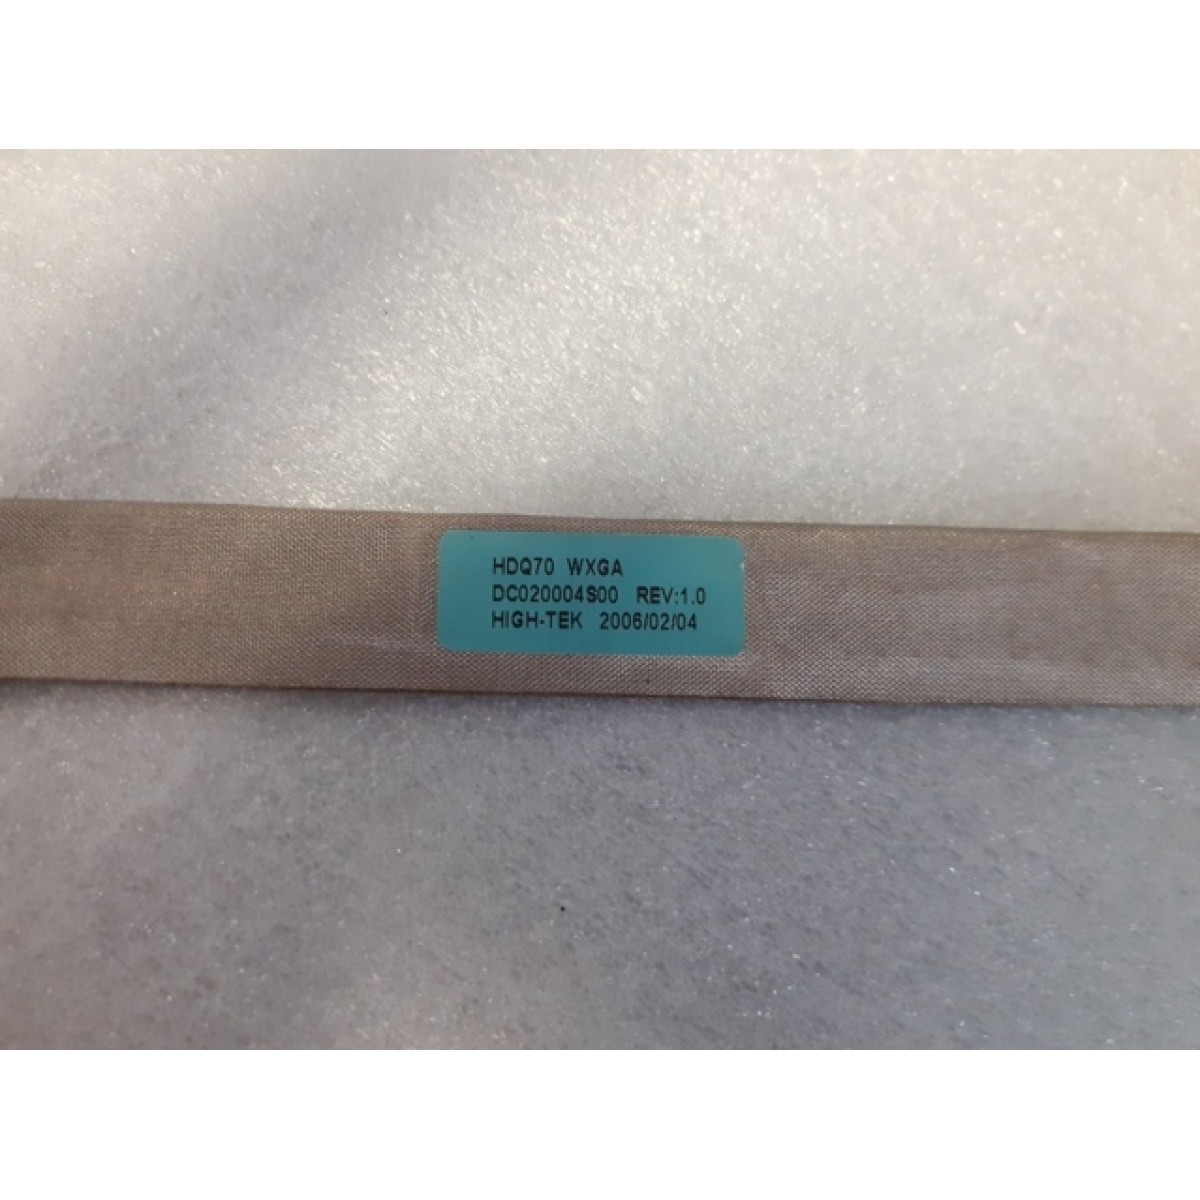 HDQ70 WXGA
DC020004S00 REV:1.0
HIGH-TEK 2006/02/04